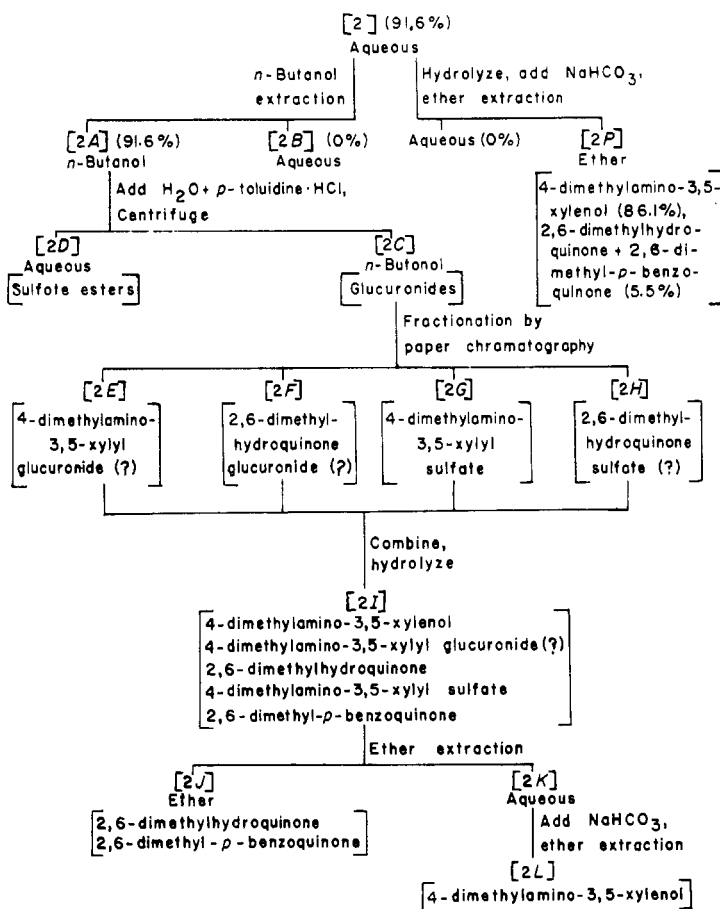 [2] (91,6%)
Aqueous
n-Butanol
extraction
Hydrolyze, add NaHCO3,
ether extraction
[2A] (91.6%)
n-Butanol
[2B] (0%)
Aqueous
Aqueous (0%)
[2P]
Ether
4-dimethylamino-3,5-
xylenol (86.1%),
2,6-dimethylhydro-
quinone + 2,6-di-
methyl-p-benzo-
quinone (5.5%)
Add H2O + p-toluidine·HCl,
Centrifuge
[2D]
Aqueous
[Sulfote esters]
[2C]
n-Butanol
[Glucuronides]
Fractionation by
paper chromatography
[2E]
4-dimethylamino-
3,5-xylyl
glucuronide (?)
[2F]
2,6-dimethyl-
hydroquinone
glucuronide (?)
[2G]
4-dimethylamino-
3,5-xylyl
sulfate
[2H]
2,6-dimethyl-
hydroquinone
sulfate (?)
Combine,
hydrolyze
[2I]
4-dimethylamino-3,5-xylenol
4-dimethylamino-3,5-xylyl glucuronide (?)
2,6-dimethylhydroquinone
4-dimethylamino-3,5-xylyl sulfate
2,6-dimethyl-p-benzoquinone
Ether extraction
[2J]
Ether
2,6-dimethylhydroquinone
2,6-dimethyl-p-benzoquinone
[2K]
Aqueous
Add NaHCO3,
ether extraction
[2L]
[4-dimethylamino-3,5-xylenol]